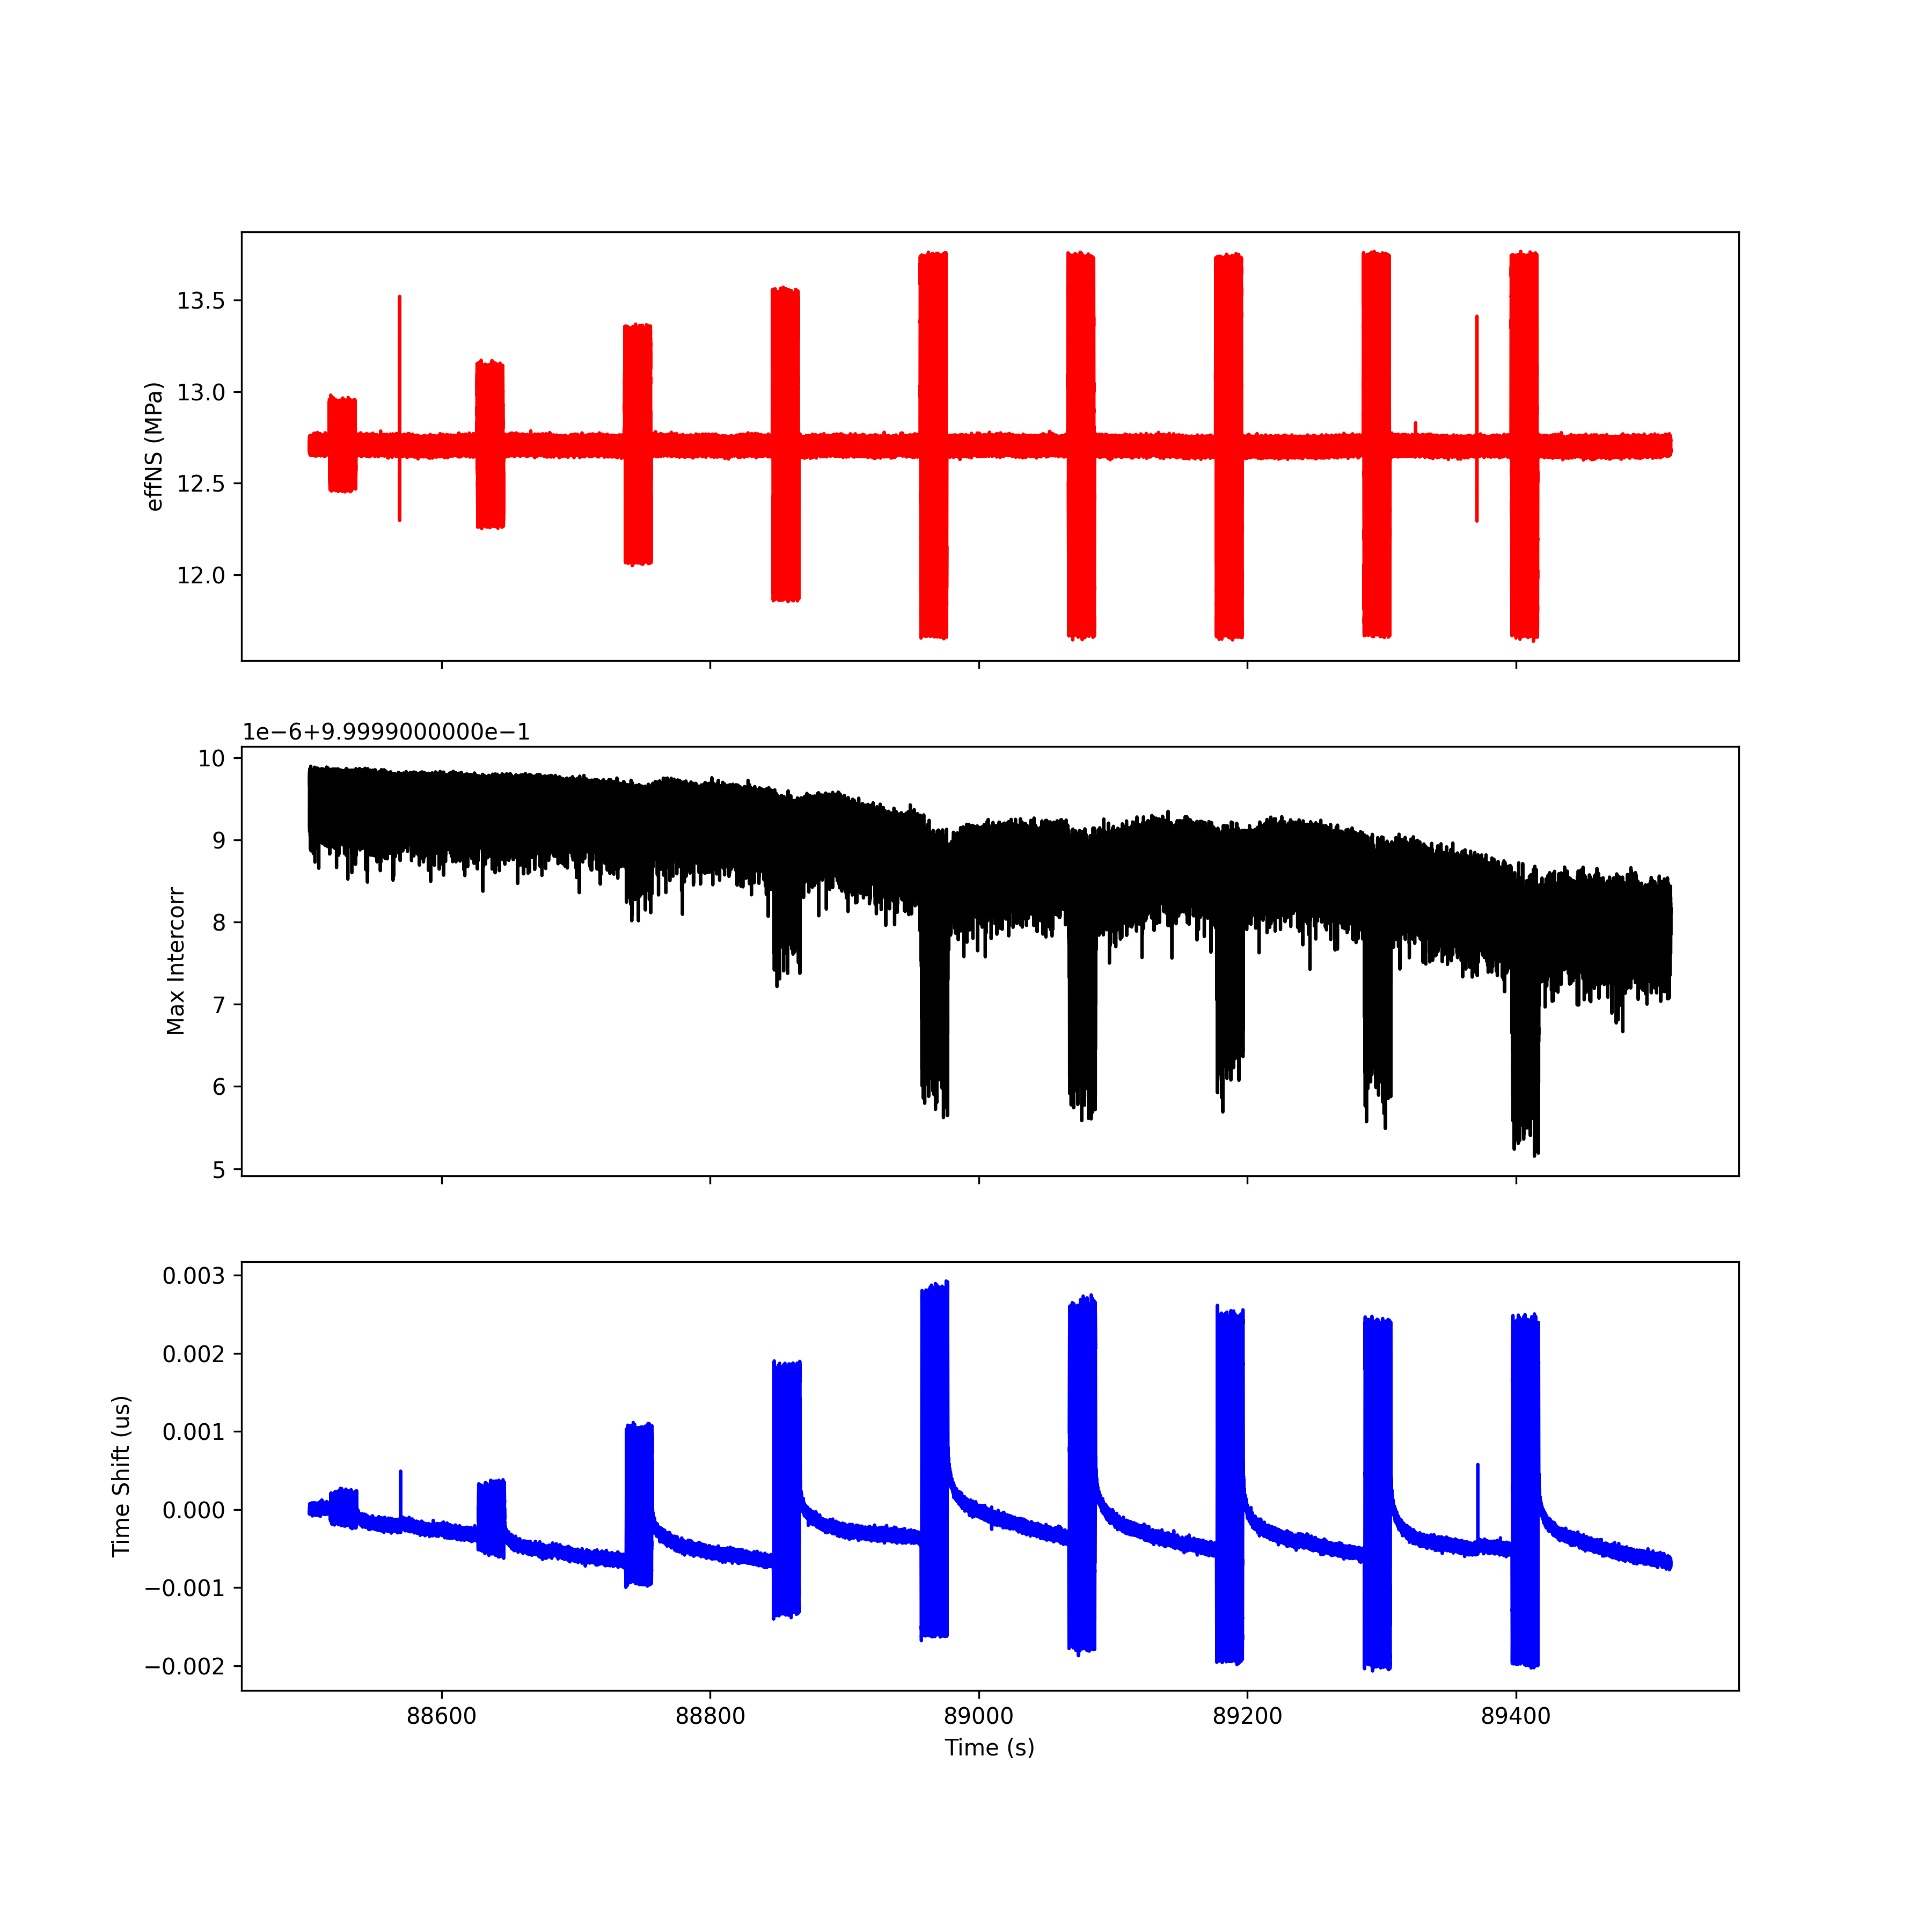 13.5
13.0
12.5
12.0
effNS (MPa)
1e−6+9.9999000000e−1
10
9
8
7
6
5
Max Intercorr
0.003
0.002
0.001
0.000
−0.001
−0.002
Time Shift (us)
88600 88800 89000 89200 89400
Time (s)